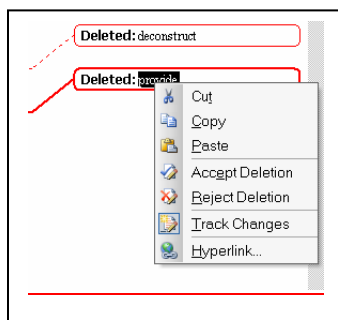 Deleted: deconstruct
Deleted: provide
Cut
Copy
Paste
Accept Deletion
Reject Deletion
Track Changes
Hyperlink...